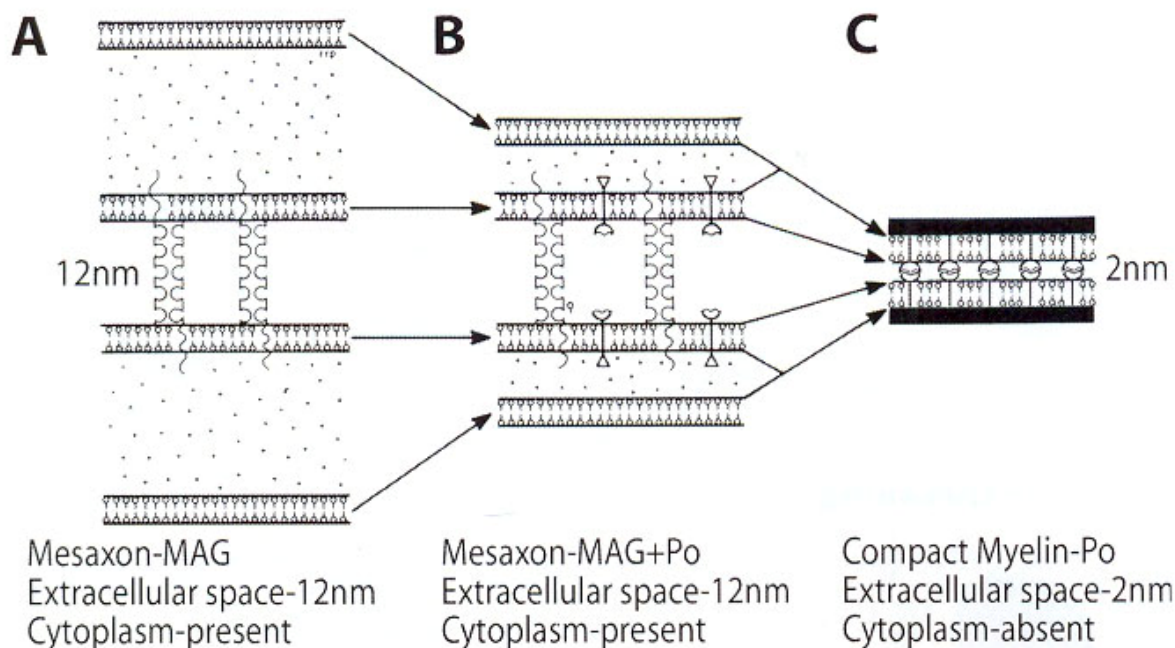 A
B
C
12nm
2nm
Mesaxon-MAG
Extracellular space-12nm
Cytoplasm-present
Mesaxon-MAG+Po
Extracellular space-12nm
Cytoplasm-present
Compact Myelin-Po
Extracellular space-2nm
Cytoplasm-absent